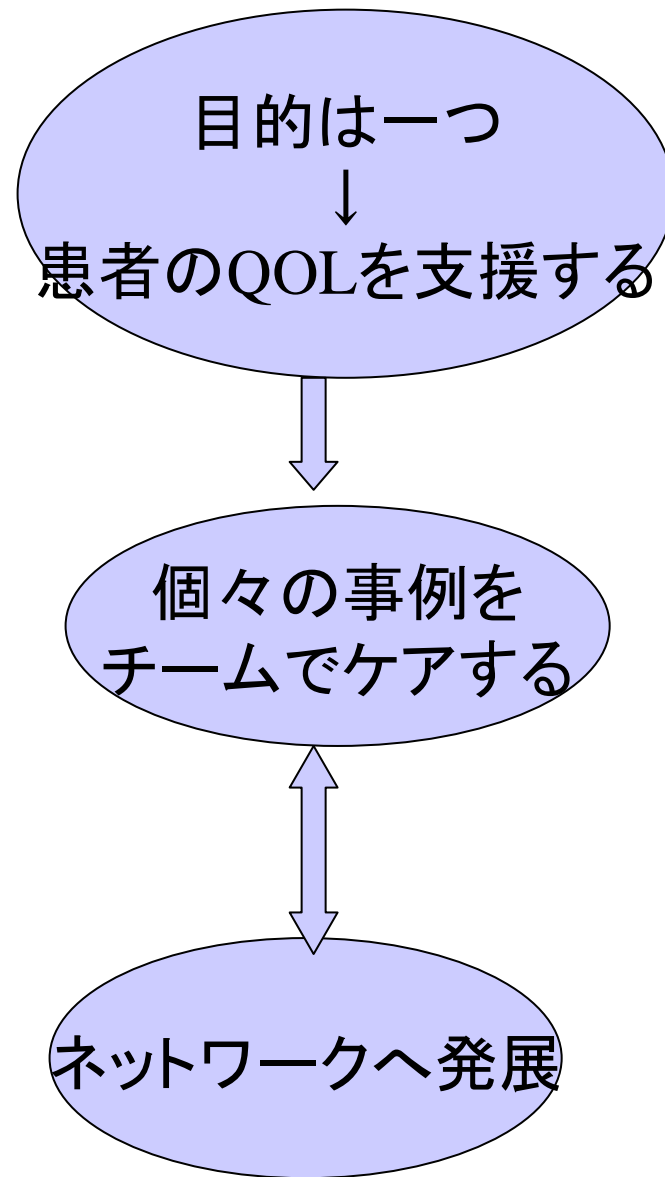 目的は一つ
↓
患者のQOLを支援する
個々の事例を
チームでケアする
ネットワークへ発展